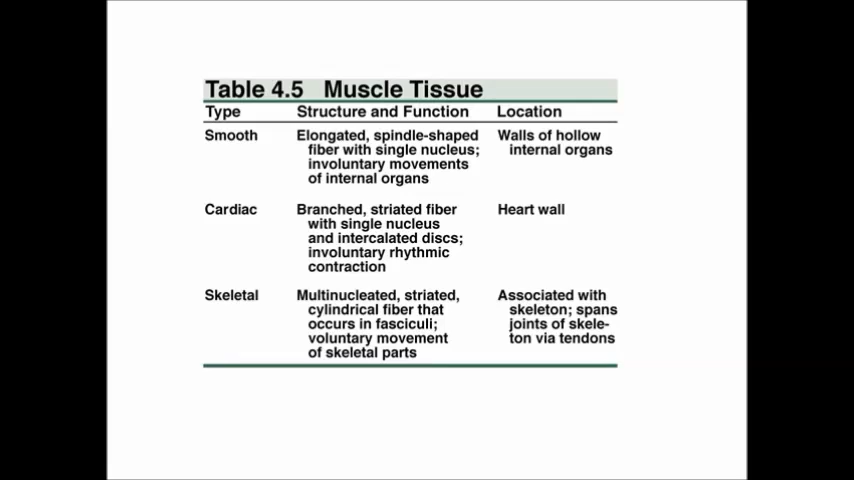 Table 4.5 Muscle Tissue
Type Structure and Function Location
Smooth Elongated, spindle-shaped Walls of hollow
fiber with single nucleus; internal organs
involuntary movements
of internal organs
Cardiac Branched, striated fiber Heart wall
with single nucleus
and intercalated discs;
involuntary rhythmic
contraction
Skeletal Multinucleated, striated, Associated with
cylindrical fiber that skeleton; spans
occurs in fasciculi; joints of skele-
voluntary movement ton via tendons
of skeletal parts